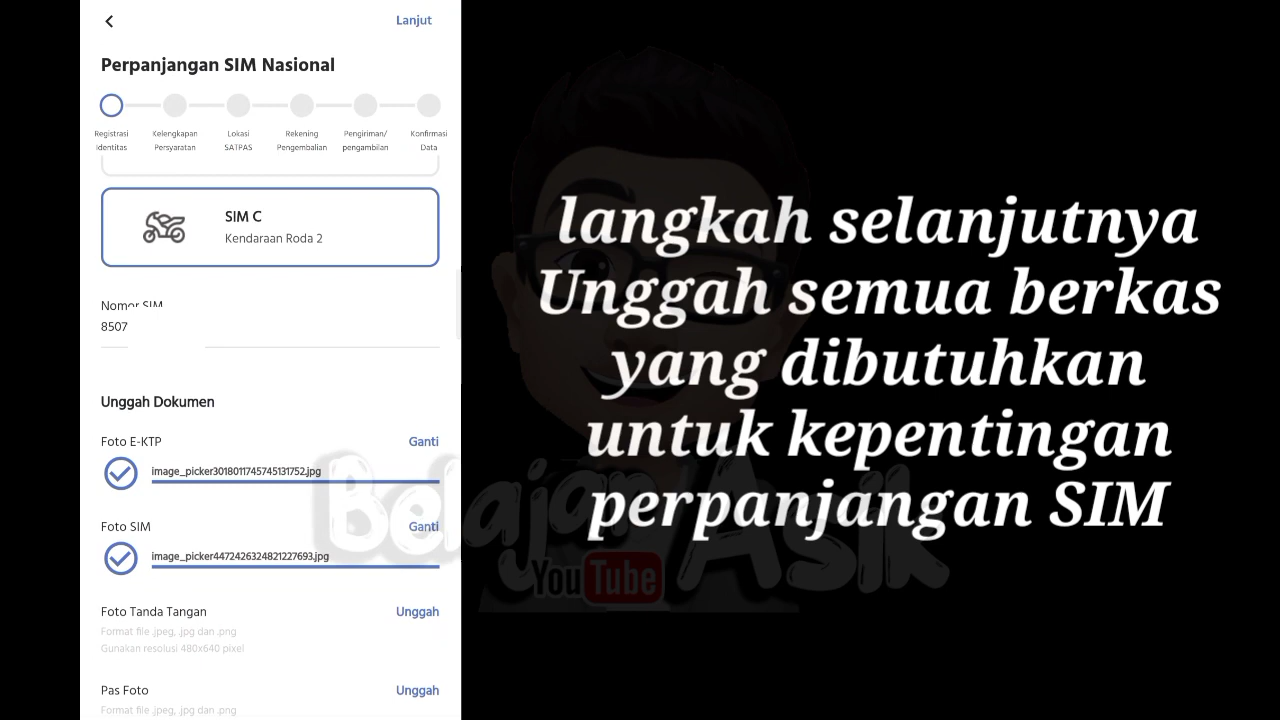 Lanjut
Perpanjangan SIM Nasional
Registrasi Identitas
Kelengkapan Persyaratan
Lokasi SATPAS
Rekening Pengembalian
Pengiriman/ pengambilan
Konfirmasi Data
SIM C
Kendaraan Roda 2
Nomor SIM
8507
Unggah Dokumen
Foto E-KTP
Ganti
image_picker3018011745745131752.jpg
Foto SIM
Ganti
image_picker4472426324821227693.jpg
Foto Tanda Tangan
Unggah
Format file .jpeg, .jpg dan .png
Gunakan resolusi 480x640 pixel
Pas Foto
Unggah
Format file .jpeg, .jpg dan .png
langkah selanjutnya
Unggah semua berkas
yang dibutuhkan
untuk kepentingan
perpanjangan SIM
Belajar Asik
YouTube